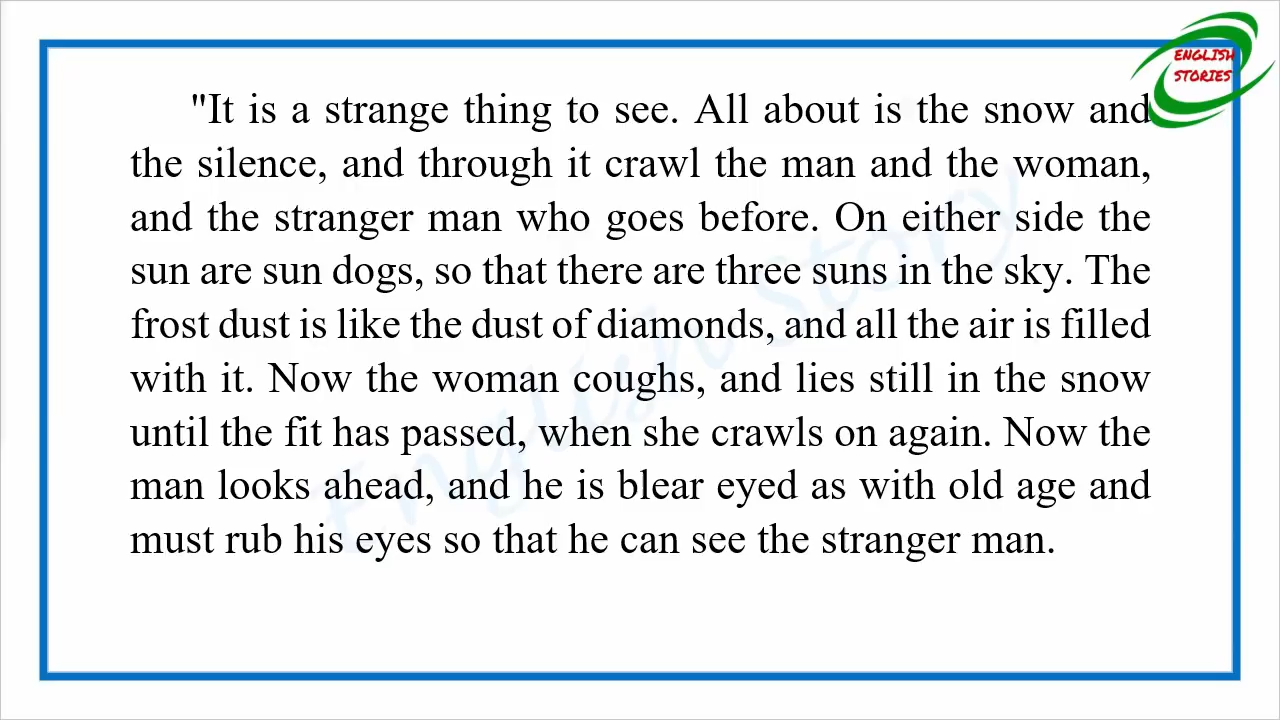 ENGLISH
STORIES
"It is a strange thing to see. All about is the snow and
the silence, and through it crawl the man and the woman,
and the stranger man who goes before. On either side the
sun are sun dogs, so that there are three suns in the sky. The
frost dust is like the dust of diamonds, and all the air is filled
with it. Now the woman coughs, and lies still in the snow
until the fit has passed, when she crawls on again. Now the
man looks ahead, and he is blear eyed as with old age and
must rub his eyes so that he can see the stranger man.
English Story